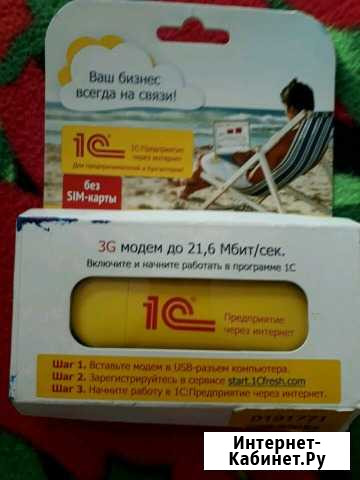 Ваш бизнес
всегда на связи!
1С
1С:Предприятие
через интернет
Для предпринимателей и бухгалтеров!
без
SIM-карты
3G модем до 21,6 Мбит/сек.
Включите и начните работать в программе 1С
1С
Предприятие
через интернет
Шаг 1. Вставьте модем в USB-разъем компьютера.
Шаг 2. Зарегистрируйтесь в сервисе start.1Cfresh.com
Шаг 3. Начните работу в 1С:Предприятие через интернет.
Интернет-
Кабинет.Ру